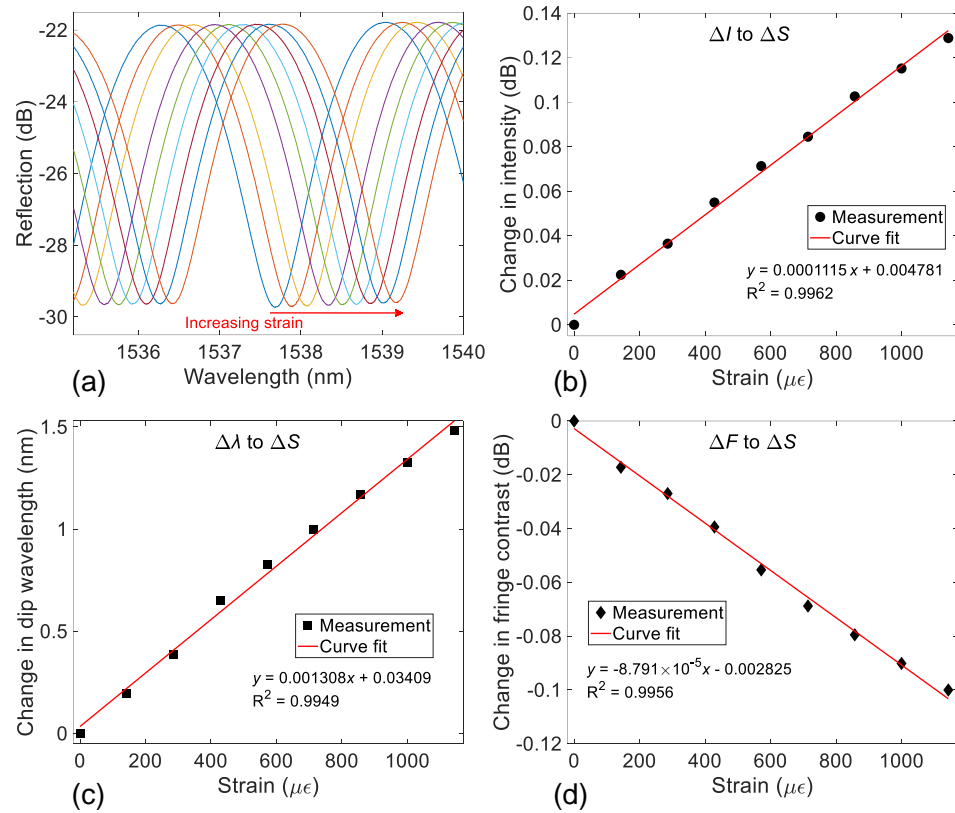 -22
-24
-26
-28
-30
Reflection (dB)
Increasing strain
1536
1537
1538
1539
1540
Wavelength (nm)
(a)
0.14
0.12
0.1
0.08
0.06
0.04
0.02
0
Change in intensity (dB)
ΔI to ΔS
Measurement
Curve fit
y = 0.0001115 x + 0.004781
R² = 0.9962
0
200
400
600
800
1000
Strain (με)
(b)
1.5
1
0.5
0
Change in dip wavelength (nm)
Δλ to ΔS
Measurement
Curve fit
y = 0.001308x + 0.03409
R² = 0.9949
0
200
400
600
800
1000
Strain (με)
(c)
0
-0.02
-0.04
-0.06
-0.08
-0.1
-0.12
Change in fringe contrast (dB)
ΔF to ΔS
Measurement
Curve fit
y = -8.791×10⁻⁵x - 0.002825
R² = 0.9956
0
200
400
600
800
1000
Strain (με)
(d)